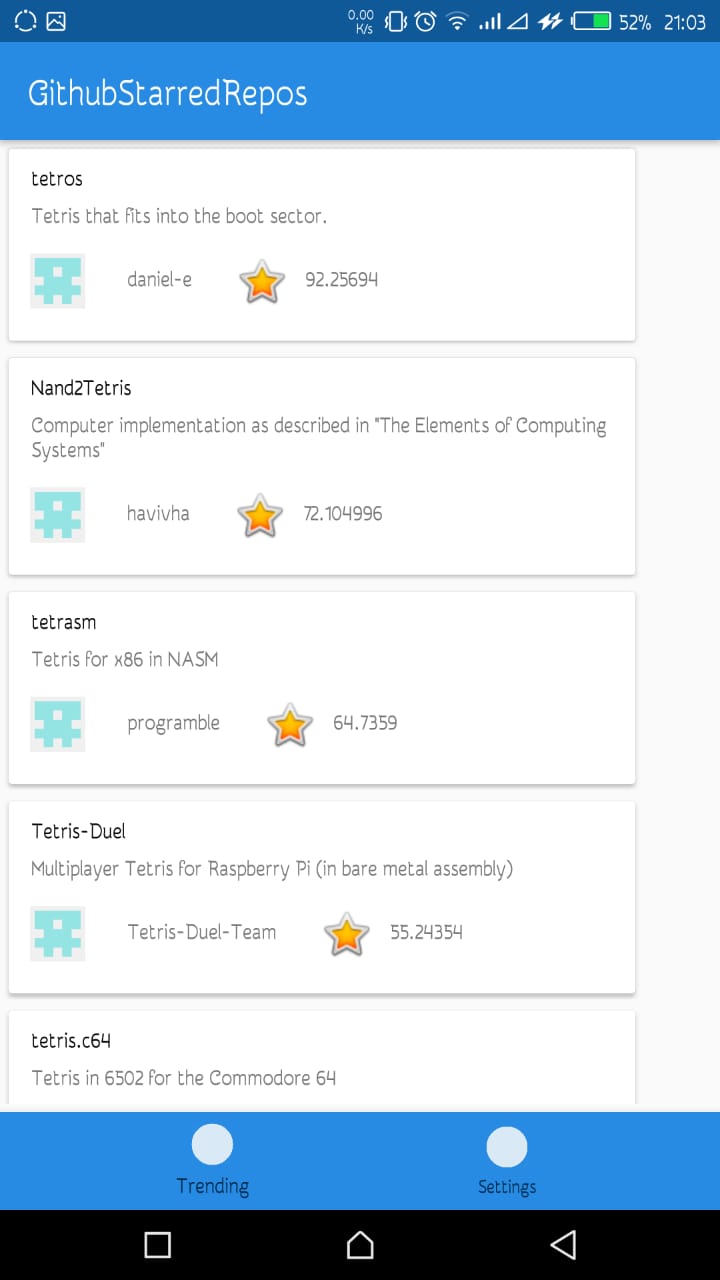 0.00
K/s
52% 21:03
GithubStarredRepos
tetros
Tetris that fits into the boot sector.
daniel-e 92.25694
Nand2Tetris
Computer implementation as described in "The Elements of Computing
Systems"
havivha 72.104996
tetrasm
Tetris for x86 in NASM
programble 64.7359
Tetris-Duel
Multiplayer Tetris for Raspberry Pi (in bare metal assembly)
Tetris-Duel-Team 55.24354
tetris.c64
Tetris in 6502 for the Commodore 64
Trending Settings